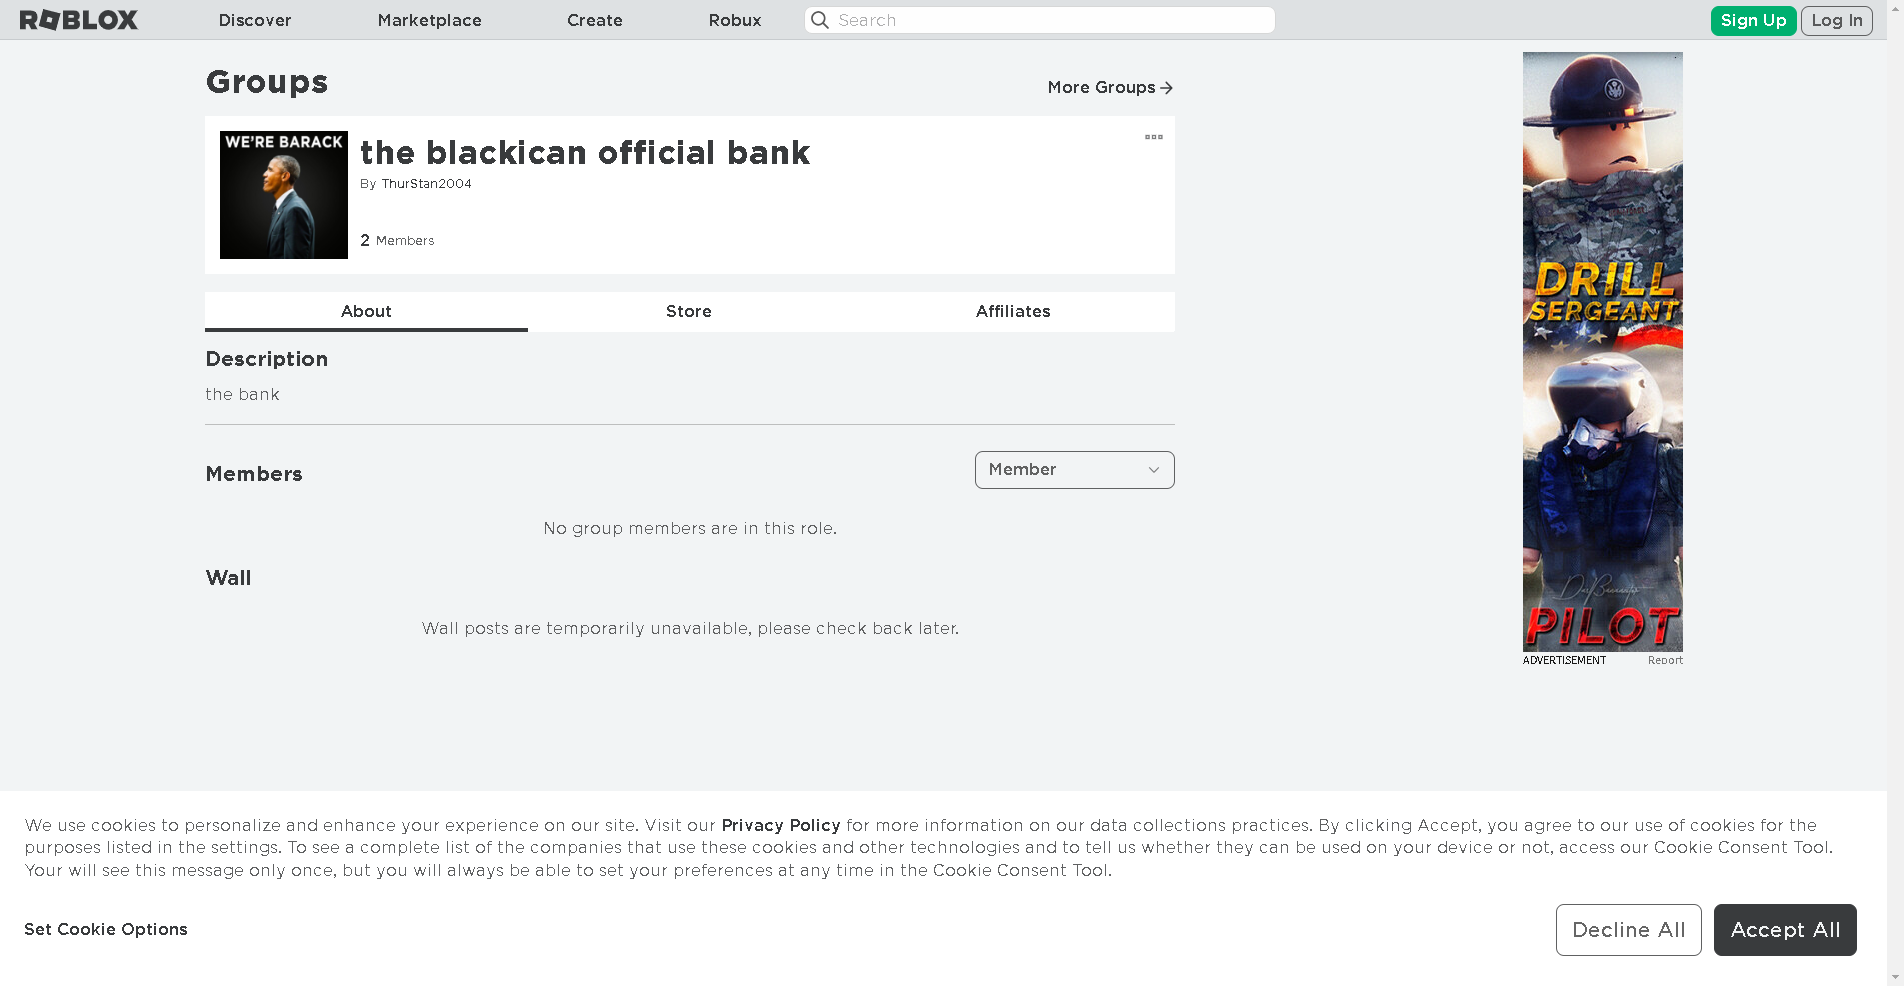 ROBLOX
Discover
Marketplace
Create
Robux
Search
Sign Up
Log In
Groups
More Groups
WE'RE BARACK
the blackican official bank
By ThurStan2004
2 Members
About
Store
Affiliates
Description
the bank
Members
Member
No group members are in this role.
Wall
Wall posts are temporarily unavailable, please check back later.
DRILL
SERGEANT
PILOT
ADVERTISEMENT
Report
We use cookies to personalize and enhance your experience on our site. Visit our Privacy Policy for more information on our data collections practices. By clicking Accept, you agree to our use of cookies for the
purposes listed in the settings. To see a complete list of the companies that use these cookies and other technologies and to tell us whether they can be used on your device or not, access our Cookie Consent Tool.
Your will see this message only once, but you will always be able to set your preferences at any time in the Cookie Consent Tool.
Set Cookie Options
Decline All
Accept All